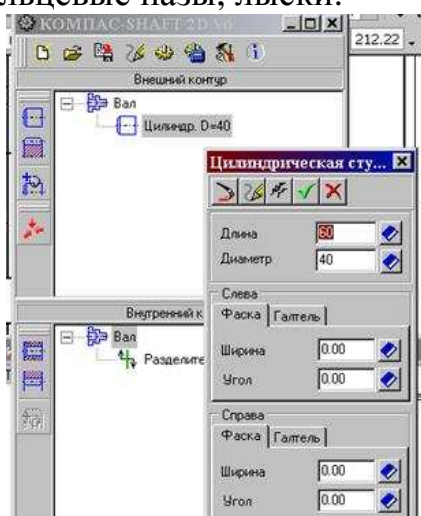 льцевые пазы, лыски.
КОМПАС-SHAFT 2D V6
212.22
Внешний контур
Вал
Цилиндр. D=40
Цилиндрическая сту...
Длина 60
Диаметр 40
Слева
Фаска Галтель
Ширина 0.00
Угол 0.00
Внутренний к
Вал
Разделите
Справа
Фаска Галтель
Ширина 0.00
Угол 0.00